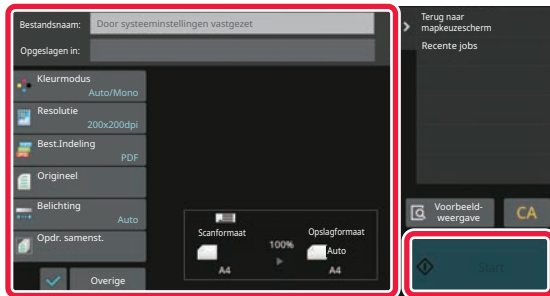 Bestandsnaam:
Door systeeminstellingen vastgezet
Opgeslagen in:
Kleurmodus
Auto/Mono
Resolutie
200x200dpi
Best.Indeling
PDF
Origineel
Belichting
Auto
Opdr. samenst.
Overige
Scanformaat
A4
100%
Opslagformaat
Auto
A4
Terug naar
mapkeuzescherm
Recente jobs
Voorbeeld-
weergave
CA
Start